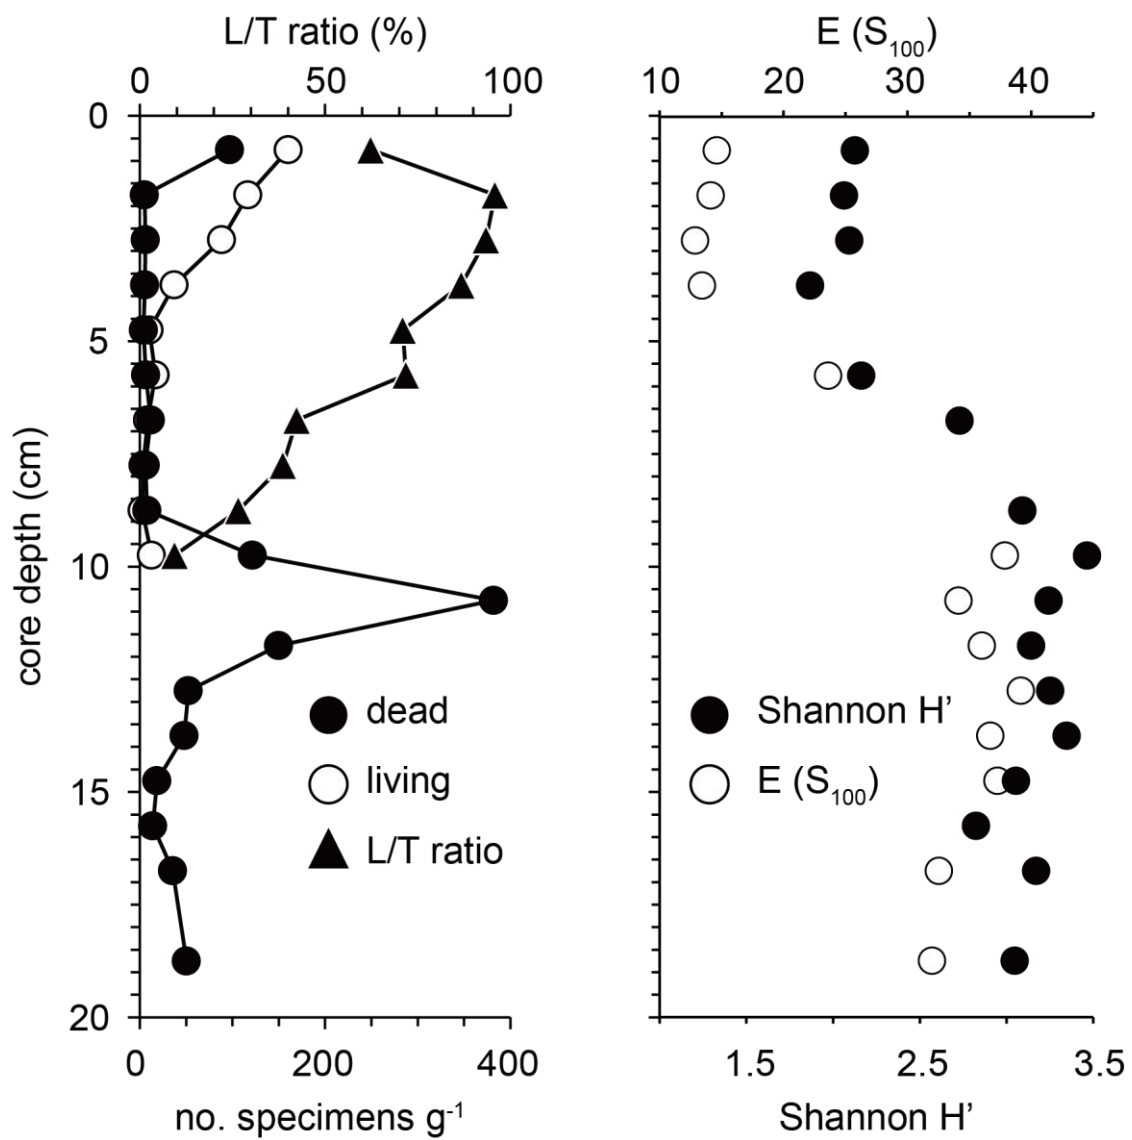 L/T ratio (%)
0 50 100
E (S100)
10 20 30 40
0
5
10
15
20
core depth (cm)
dead
living
L/T ratio
Shannon H’
E (S100)
0 200 400
no. specimens g-1
1.5 2.5 3.5
Shannon H’